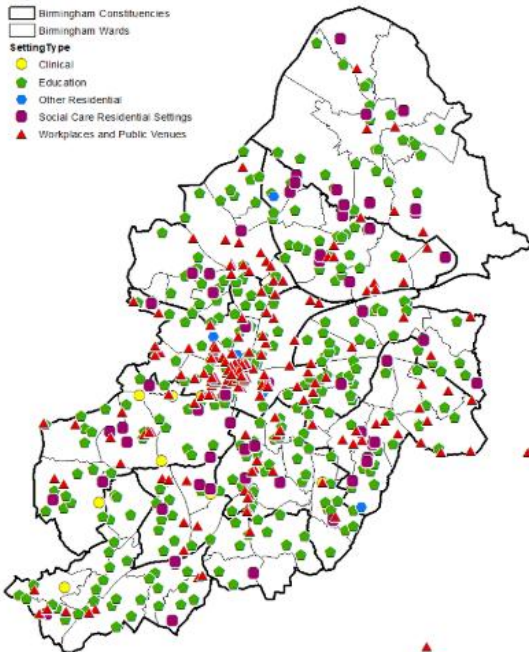 Birmingham Constituencies
Birmingham Wards
SettingType
Clinical
Education
Other Residential
Social Care Residential Settings
Workplaces and Public Venues